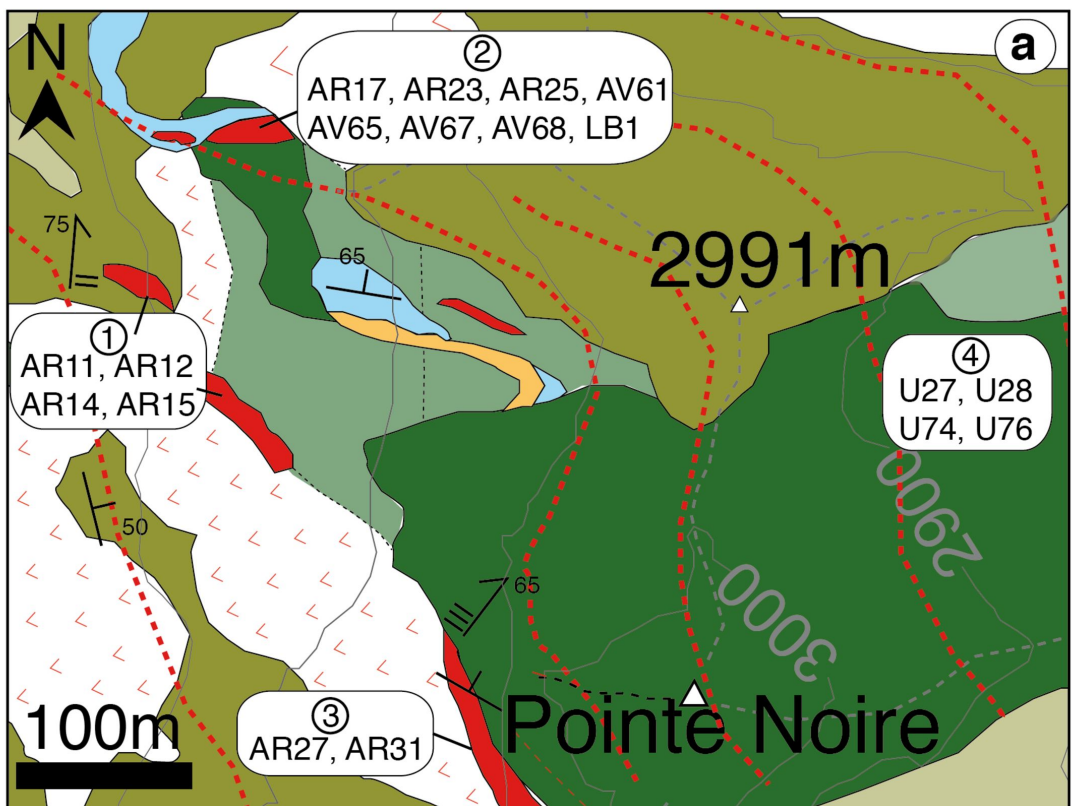 N
a
②
AR17, AR23, AR25, AV61
AV65, AV67, AV68, LB1
75
65
2991m
①
AR11, AR12
AR14, AR15
④
U27, U28
U74, U76
50
2900
65
3000
100m
③
AR27, AR31
Pointe Noire